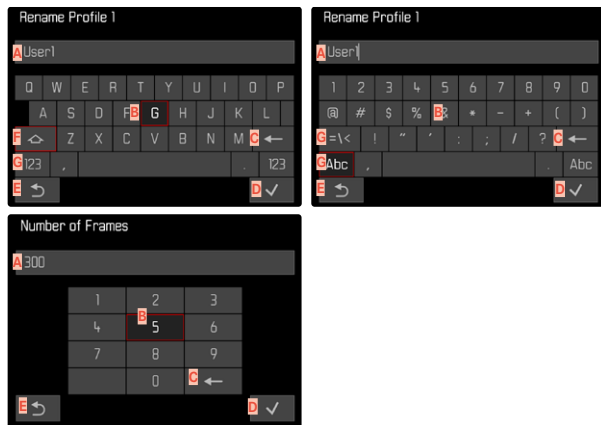 Rename Profile 1
A User1
Q W E R T Y U I O P
A S D F B G H J K L
F Z X C V B N M C ←
G 123 , . 123
E D
Rename Profile 1
A User1
1 2 3 4 5 6 7 8 9 0
@ # $ % B & * - + ( )
G =\< ! " ' : ; / ? C ←
G Abc , . Abc
E D
Number of Frames
A 300
1 2 3
B
4 5 6
7 8 9
0 C ←
E D